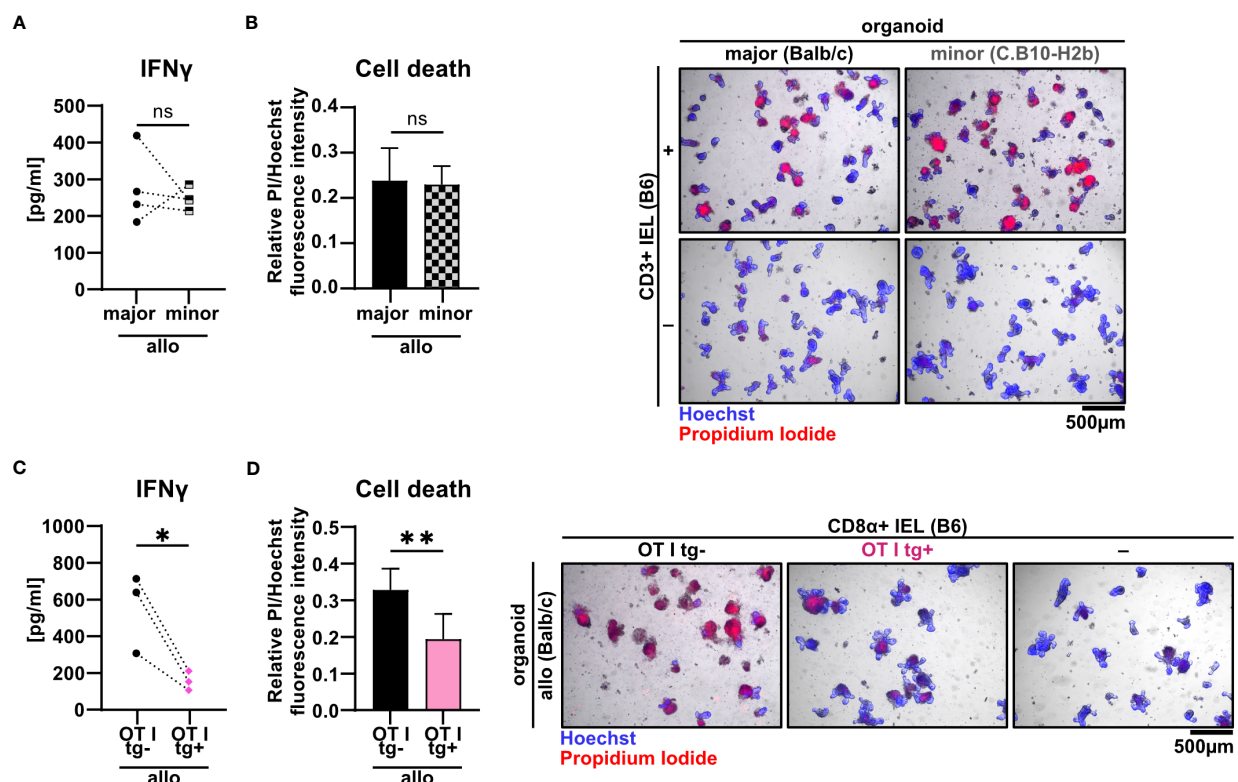 A
IFNγ
[pg/ml]
500
400
300
200
100
0
ns
major minor
allo
B
Cell death
Relative PI/Hoechst
fluorescence intensity
0.4
0.3
0.2
0.1
0.0
ns
major minor
allo
organoid
major (Balb/c)
minor (C.B10-H2b)
CD3+ IEL (B6)
+
–
Hoechst
Propidium Iodide
500µm
C
IFNγ
[pg/ml]
1000
800
600
400
200
0
*
OT I tg-
OT I tg+
allo
D
Cell death
Relative PI/Hoechst
fluorescence intensity
0.5
0.4
0.3
0.2
0.1
0.0
**
OT I tg-
OT I tg+
allo
CD8α+ IEL (B6)
OT I tg-
OT I tg+
–
organoid
allo (Balb/c)
Hoechst
Propidium Iodide
500µm